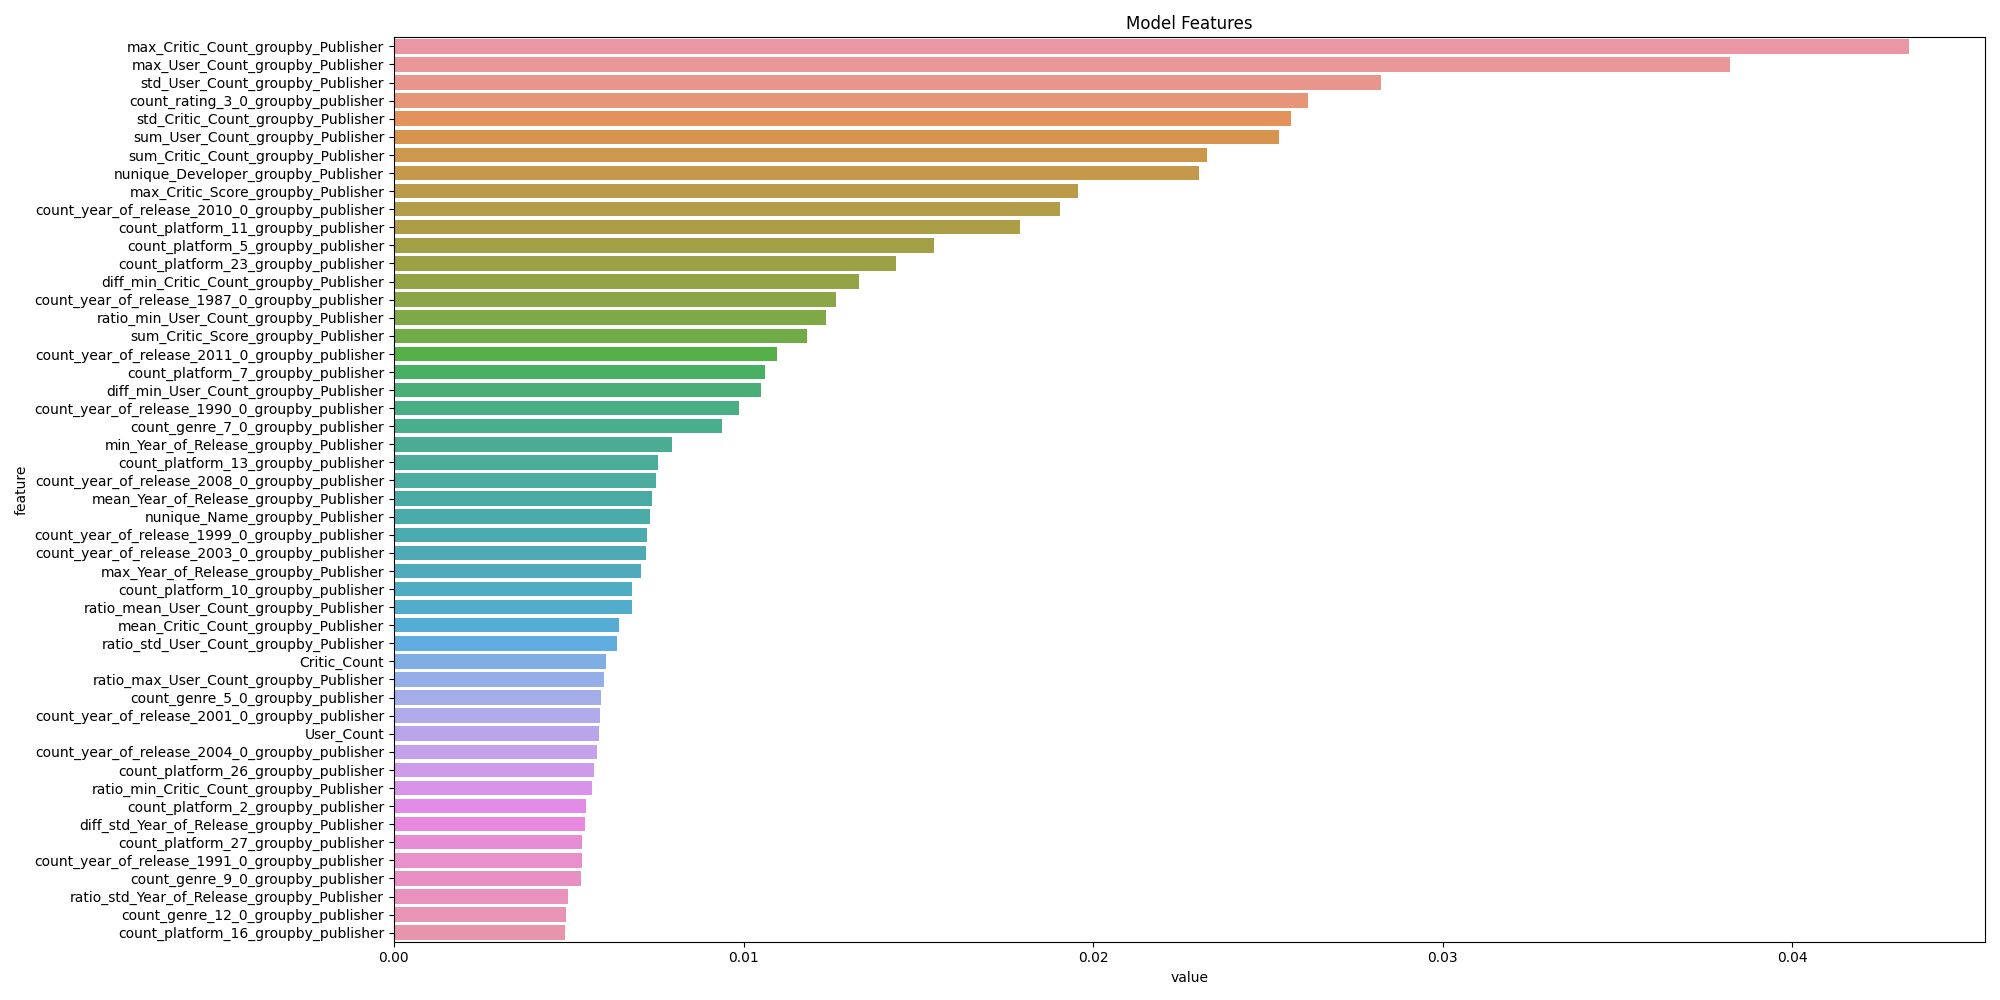 Model Features
max_Critic_Count_groupby_Publisher
max_User_Count_groupby_Publisher
std_User_Count_groupby_Publisher
count_rating_3_0_groupby_publisher
std_Critic_Count_groupby_Publisher
sum_User_Count_groupby_Publisher
sum_Critic_Count_groupby_Publisher
nunique_Developer_groupby_Publisher
max_Critic_Score_groupby_Publisher
count_year_of_release_2010_0_groupby_publisher
count_platform_11_groupby_publisher
count_platform_5_groupby_publisher
count_platform_23_groupby_publisher
diff_min_Critic_Count_groupby_Publisher
count_year_of_release_1987_0_groupby_publisher
ratio_min_User_Count_groupby_Publisher
sum_Critic_Score_groupby_Publisher
count_year_of_release_2011_0_groupby_publisher
count_platform_7_groupby_publisher
diff_min_User_Count_groupby_Publisher
count_year_of_release_1990_0_groupby_publisher
count_genre_7_0_groupby_publisher
min_Year_of_Release_groupby_Publisher
count_platform_13_groupby_publisher
count_year_of_release_2008_0_groupby_publisher
mean_Year_of_Release_groupby_Publisher
nunique_Name_groupby_Publisher
count_year_of_release_1999_0_groupby_publisher
count_year_of_release_2003_0_groupby_publisher
max_Year_of_Release_groupby_Publisher
count_platform_10_groupby_publisher
ratio_mean_User_Count_groupby_Publisher
mean_Critic_Count_groupby_Publisher
ratio_std_User_Count_groupby_Publisher
Critic_Count
ratio_max_User_Count_groupby_Publisher
count_genre_5_0_groupby_publisher
count_year_of_release_2001_0_groupby_publisher
User_Count
count_year_of_release_2004_0_groupby_publisher
count_platform_26_groupby_publisher
ratio_min_Critic_Count_groupby_Publisher
count_platform_2_groupby_publisher
diff_std_Year_of_Release_groupby_Publisher
count_platform_27_groupby_publisher
count_year_of_release_1991_0_groupby_publisher
count_genre_9_0_groupby_publisher
ratio_std_Year_of_Release_groupby_Publisher
count_genre_12_0_groupby_publisher
count_platform_16_groupby_publisher
feature
0.00 0.01 0.02 0.03 0.04
value